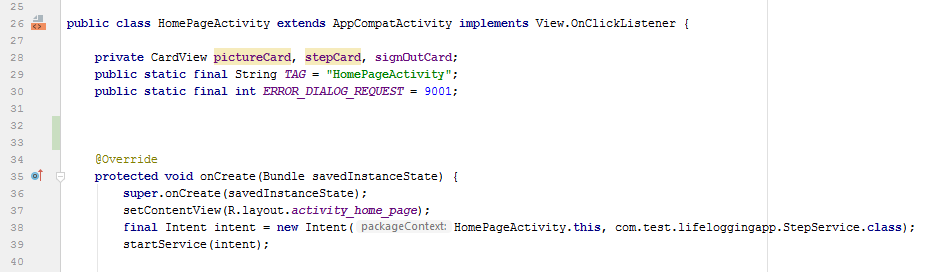 25
26 public class HomePageActivity extends AppCompatActivity implements View.OnClickListener {
27
28 private CardView pictureCard, stepCard, signOutCard;
29 public static final String TAG = "HomePageActivity";
30 public static final int ERROR_DIALOG_REQUEST = 9001;
31
32
33
34 @Override
35 protected void onCreate(Bundle savedInstanceState) {
36 super.onCreate(savedInstanceState);
37 setContentView(R.layout.activity_home_page);
38 final Intent intent = new Intent( packageContext: HomePageActivity.this, com.test.lifeloggingapp.StepService.class);
39 startService(intent);
40